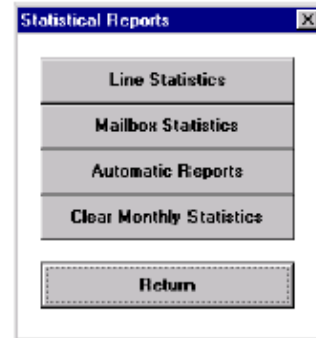 Statistical Reports
Line Statistics
Mailbox Statistics
Automatic Reports
Clear Monthly Statistics
Return